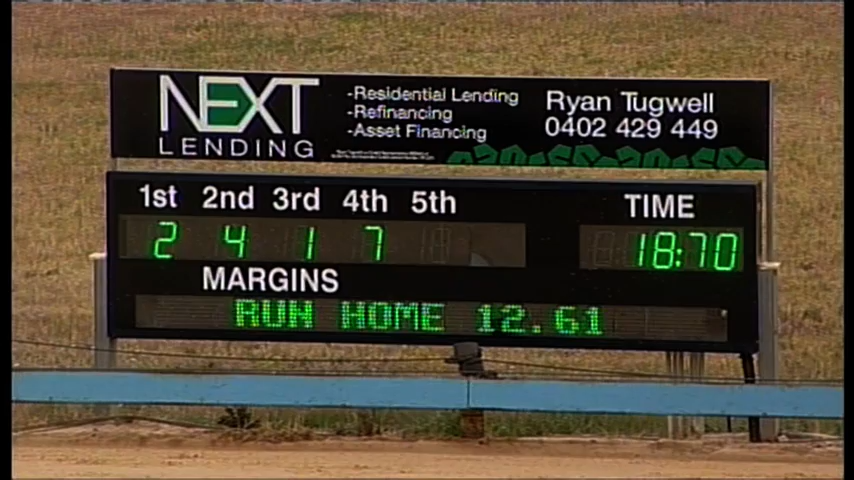 NEXT
LENDING
-Residential Lending
-Refinancing
-Asset Financing
Ryan Tugwell
0402 429 449
1st 2nd 3rd 4th 5th TIME
2 4 1 7 18:70
MARGINS
RUN HOME 12.61